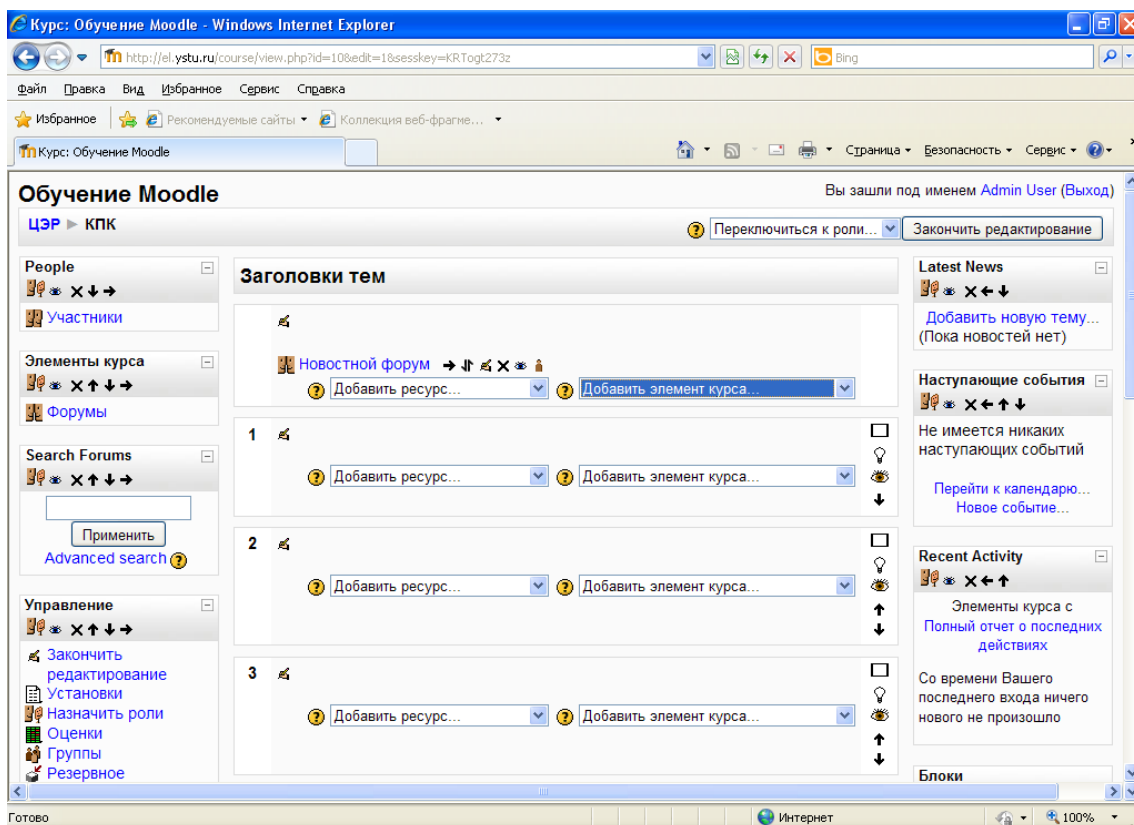 Курс: Обучение Moodle - Windows Internet Explorer
http://el.ystu.ru/course/view.php?id=10&edit=1&sesskey=KRTogt273z
Bing
Файл Правка Вид Избранное Сервис Справка
Избранное Рекомендуемые сайты Коллекция веб-фрагме...
Курс: Обучение Moodle
Страница Безопасность Сервис
Обучение Moodle
Вы зашли под именем Admin User (Выход)
ЦЭР ► КПК
Переключиться к роли...
Закончить редактирование
People
Участники
Элементы курса
Форумы
Search Forums
Применить
Advanced search
Управление
Закончить
редактирование
Установки
Назначить роли
Оценки
Группы
Резервное
Заголовки тем
Новостной форум
Добавить ресурс... Добавить элемент курса...
1
Добавить ресурс... Добавить элемент курса...
2
Добавить ресурс... Добавить элемент курса...
3
Добавить ресурс... Добавить элемент курса...
Latest News
Добавить новую тему...
(Пока новостей нет)
Наступающие события
Не имеется никаких
наступающих событий
Перейти к календарю...
Новое событие...
Recent Activity
Элементы курса с
Полный отчет о последних
действиях
Со времени Вашего
последнего входа ничего
нового не произошло
Блоки
Готово
Интернет
100%